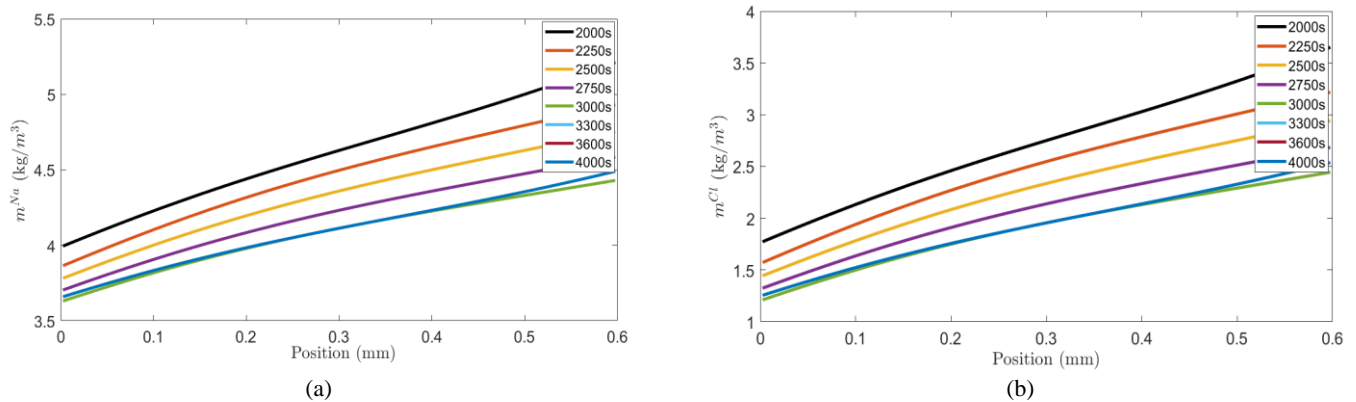 5.5
5
4.5
4
3.5
m^{Na} (kg/m^3)
0 0.1 0.2 0.3 0.4 0.5 0.6
Position (mm)
2000s
2250s
2500s
2750s
3000s
3300s
3600s
4000s
(a)
4
3.5
3
2.5
2
1.5
1
m^{Cl} (kg/m^3)
0 0.1 0.2 0.3 0.4 0.5 0.6
Position (mm)
2000s
2250s
2500s
2750s
3000s
3300s
3600s
4000s
(b)